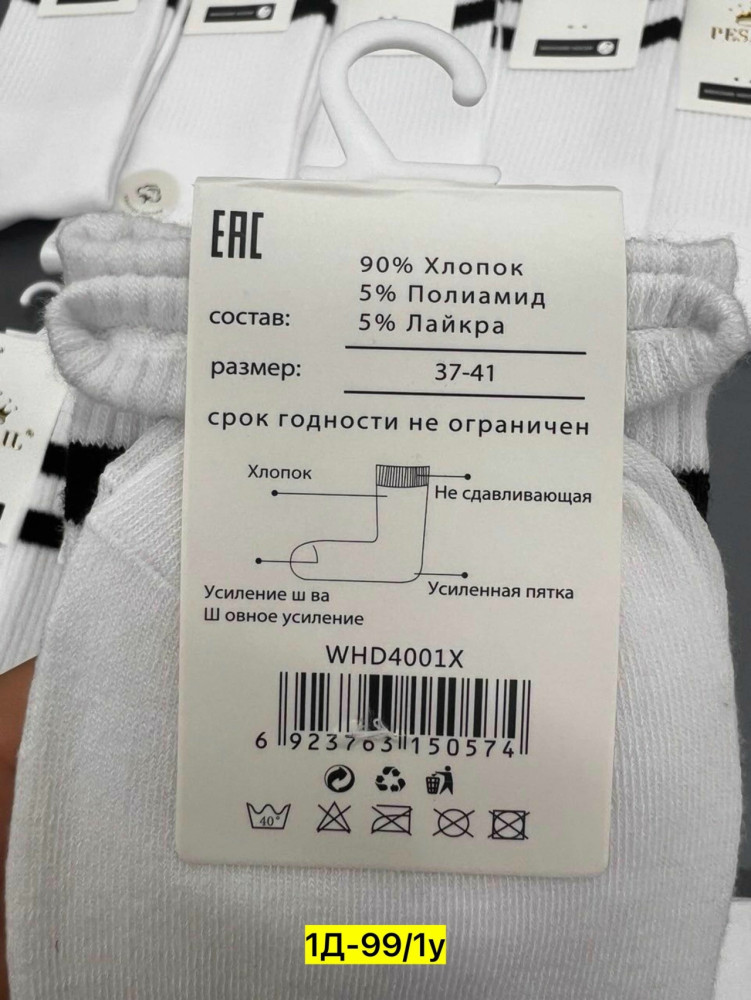 EAC
90% Хлопок
5% Полиамид
состав:
5% Лайкра
размер:
37-41
срок годности не ограничен
Хлопок
Не сдавливающая
Усиление ш ва
Ш овное усиление
Усиленная пятка
WHD4001X
6 923763 150574
40°
1Д-99/1у